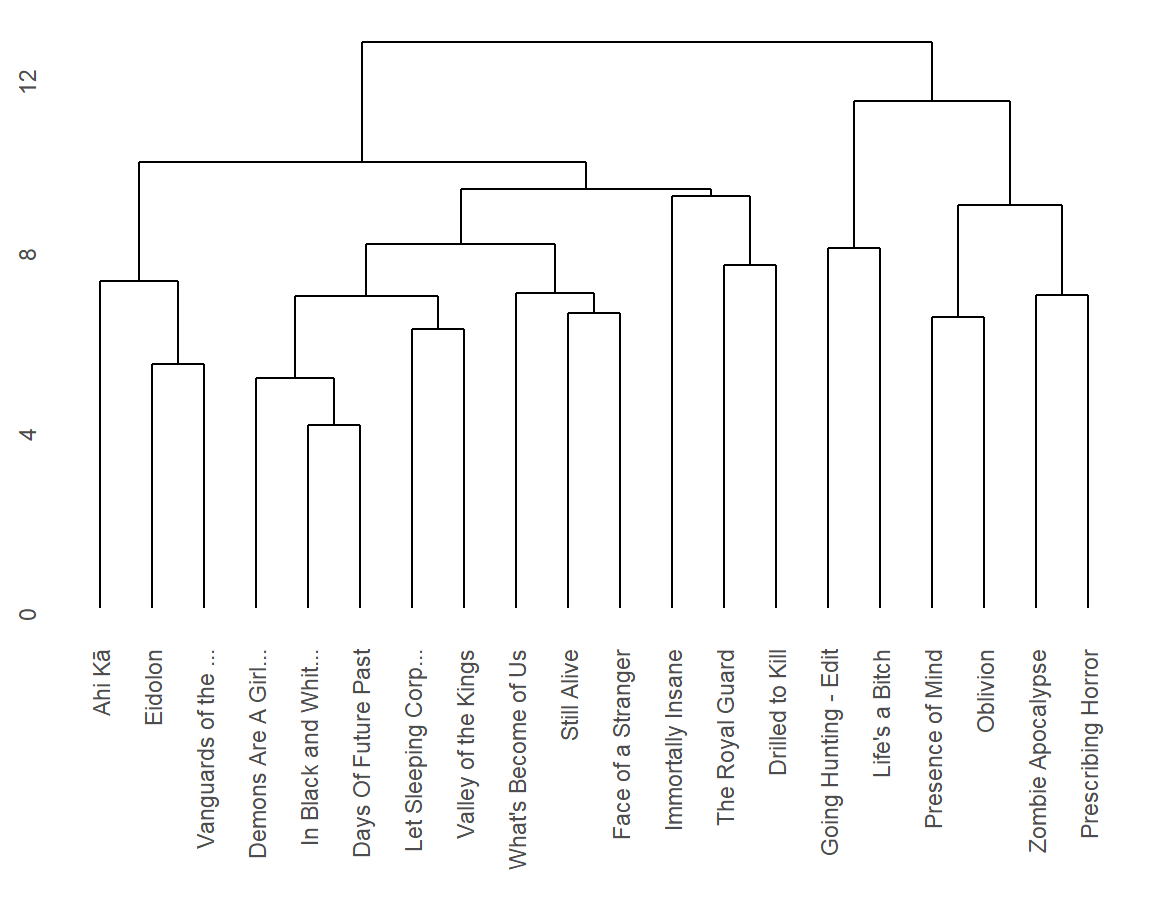 12
8
4
0
Ahi Kā
Eidolon
Vanguards of the ...
Demons Are A Girl...
In Black and Whit...
Days Of Future Past
Let Sleeping Corp...
Valley of the Kings
What's Become of Us
Still Alive
Face of a Stranger
Immortally Insane
The Royal Guard
Drilled to Kill
Going Hunting - Edit
Life's a Bitch
Presence of Mind
Oblivion
Zombie Apocalypse
Prescribing Horror